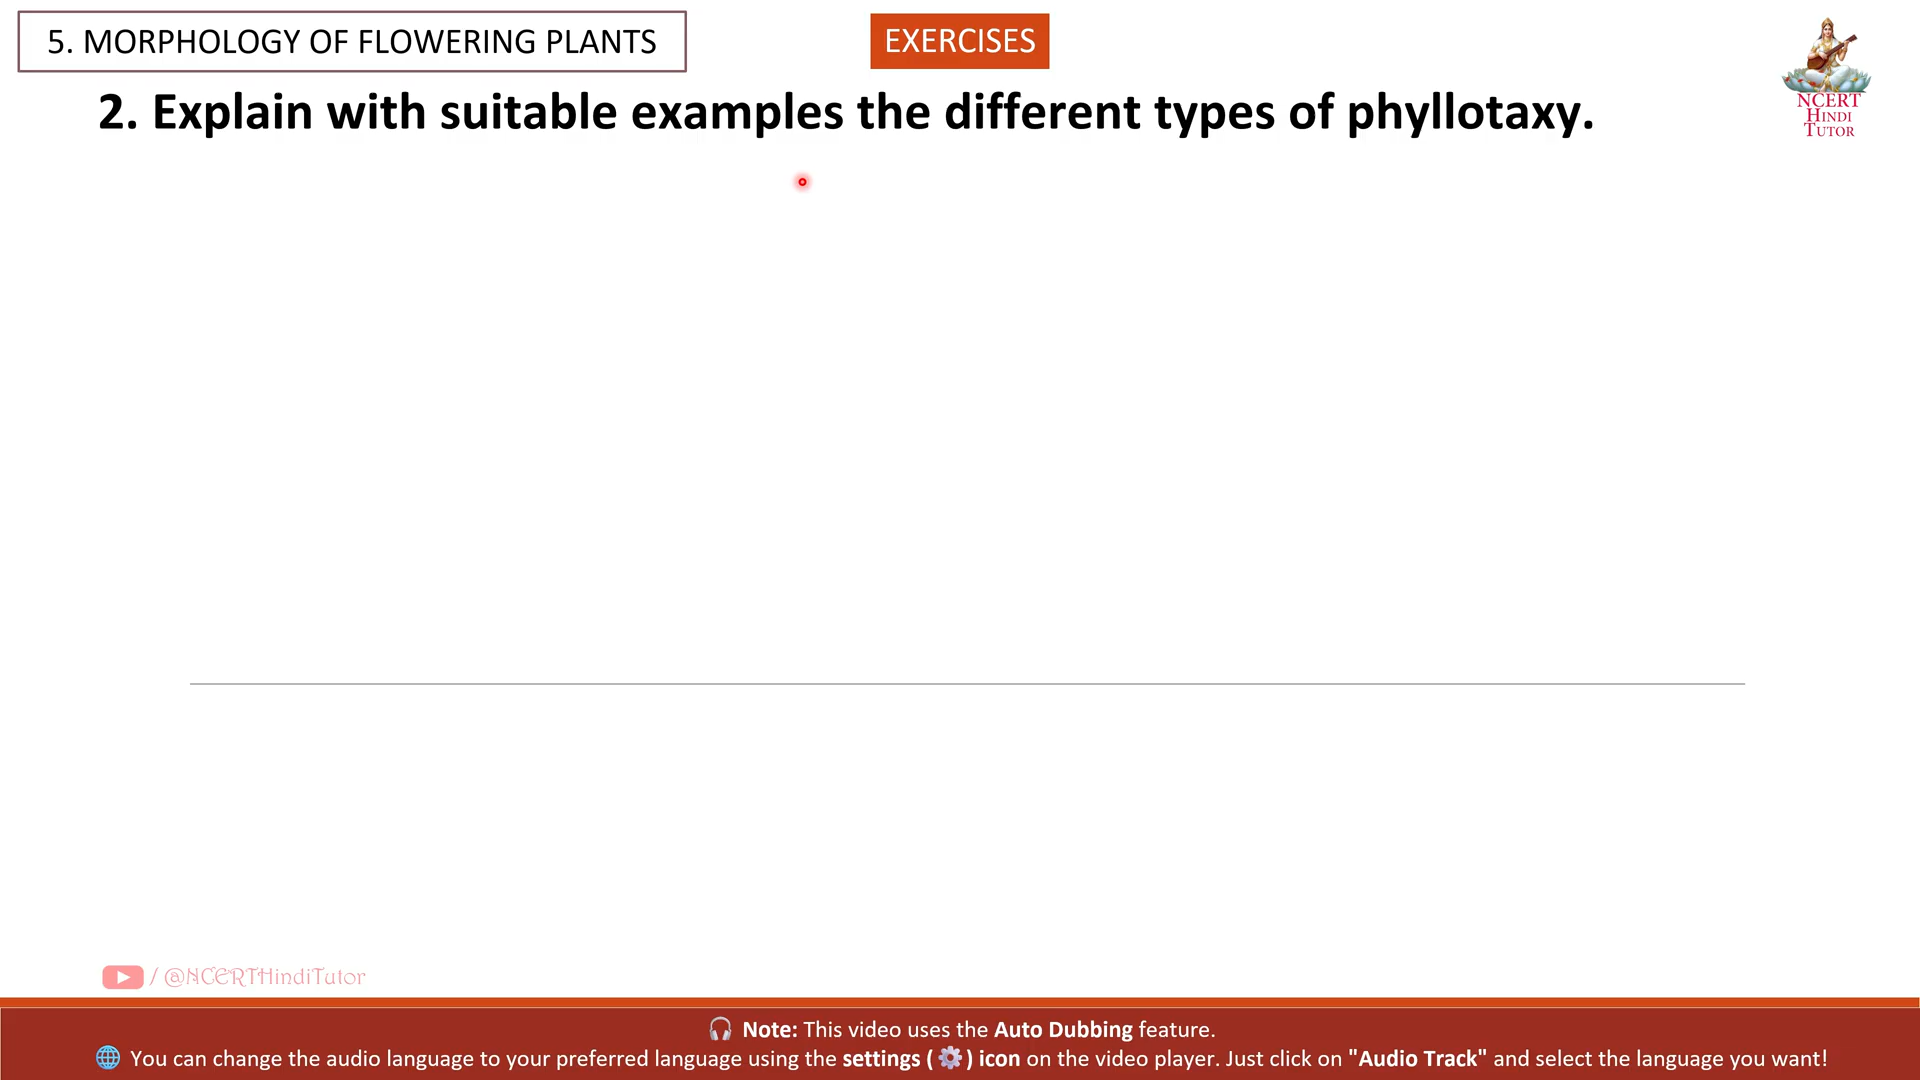 5. MORPHOLOGY OF FLOWERING PLANTS
EXERCISES
NCERT
HINDI
TUTOR
2. Explain with suitable examples the different types of phyllotaxy.
/ @NCERTHindiTutor
Note: This video uses the Auto Dubbing feature.
You can change the audio language to your preferred language using the settings ( ) icon on the video player. Just click on "Audio Track" and select the language you want!